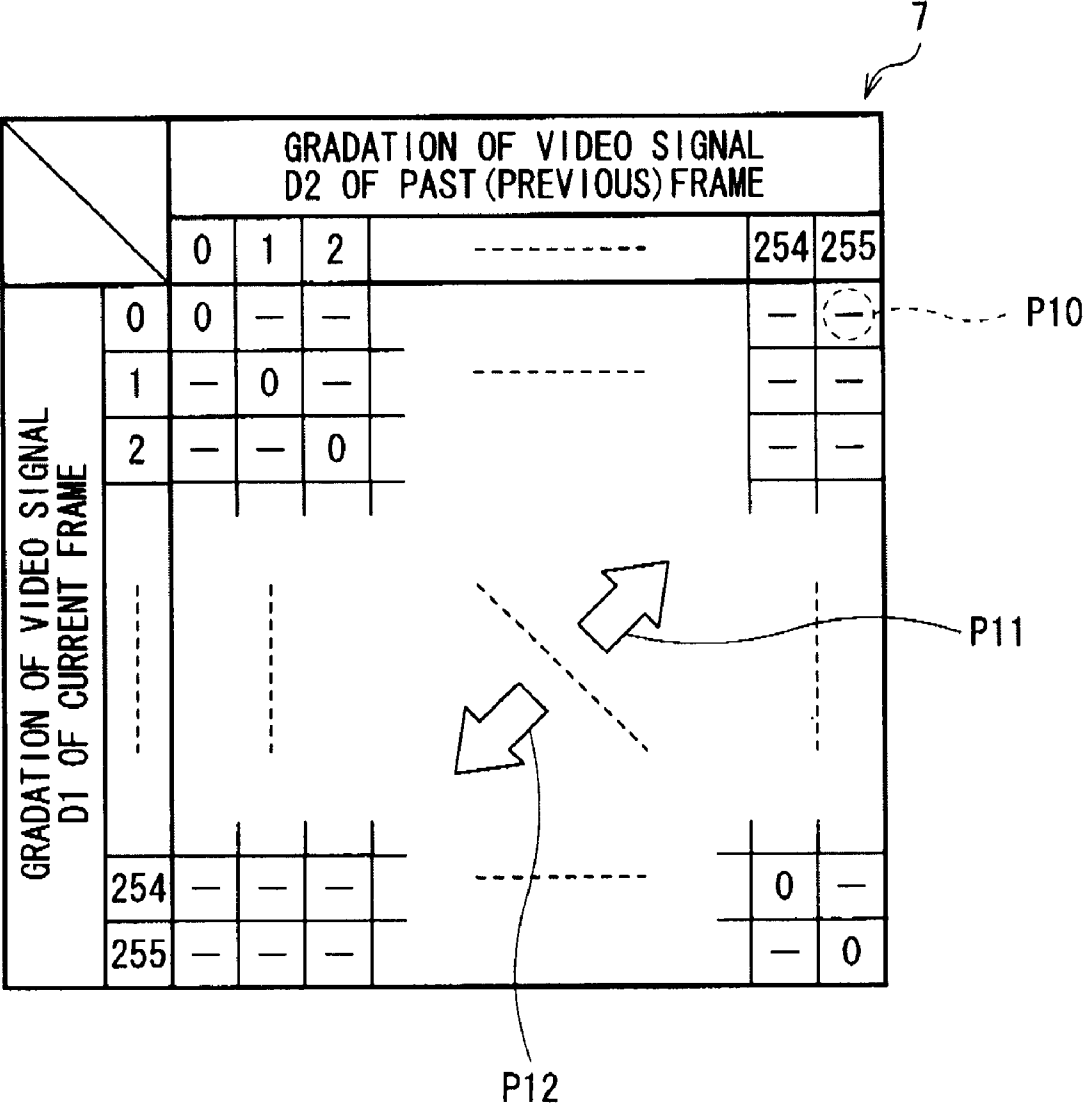 7
GRADATION OF VIDEO SIGNAL
D2 OF PAST(PREVIOUS)FRAME
0 1 2 --------- 254 255
GRADATION OF VIDEO SIGNAL
D1 OF CURRENT FRAME
0 0 — — — — P10
1 — 0 — --------- — —
2 — — 0 — —
P11
254 — — — --------- 0 —
255 — — — — 0
P12